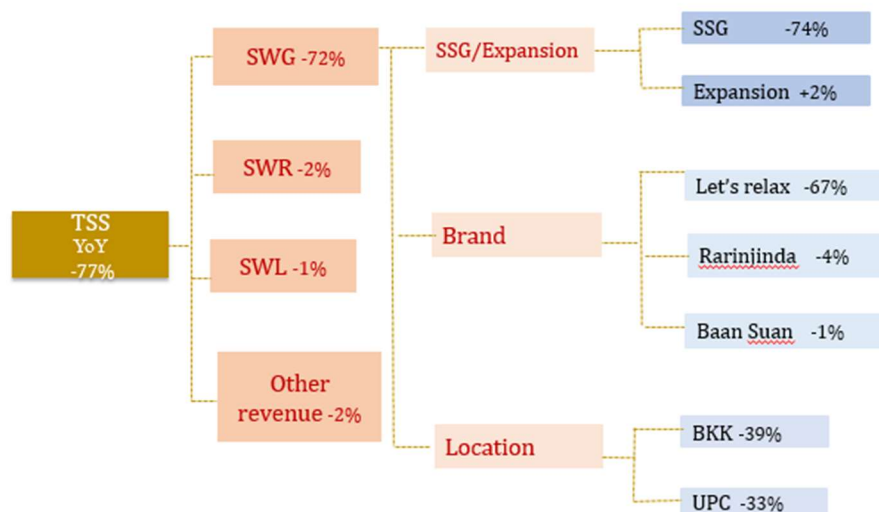 TSS
YoY
-77%
SWG -72%
SWR -2%
SWL -1%
Other
revenue -2%
SSG/Expansion
Brand
Location
SSG -74%
Expansion +2%
Let's relax -67%
Rarinjinda -4%
Baan Suan -1%
BKK -39%
UPC -33%